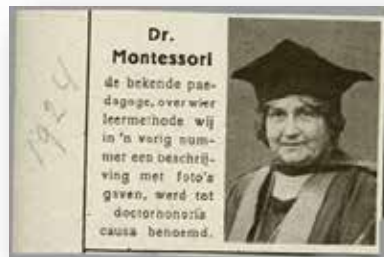 1924
Dr.
Montessori
de bekende pae-
dagoge, over wier
leermethode wij
in 'n vorig num-
mer een beschrij-
ving met foto's
gaven, werd tot
doctorhonoris
causa benoemd.